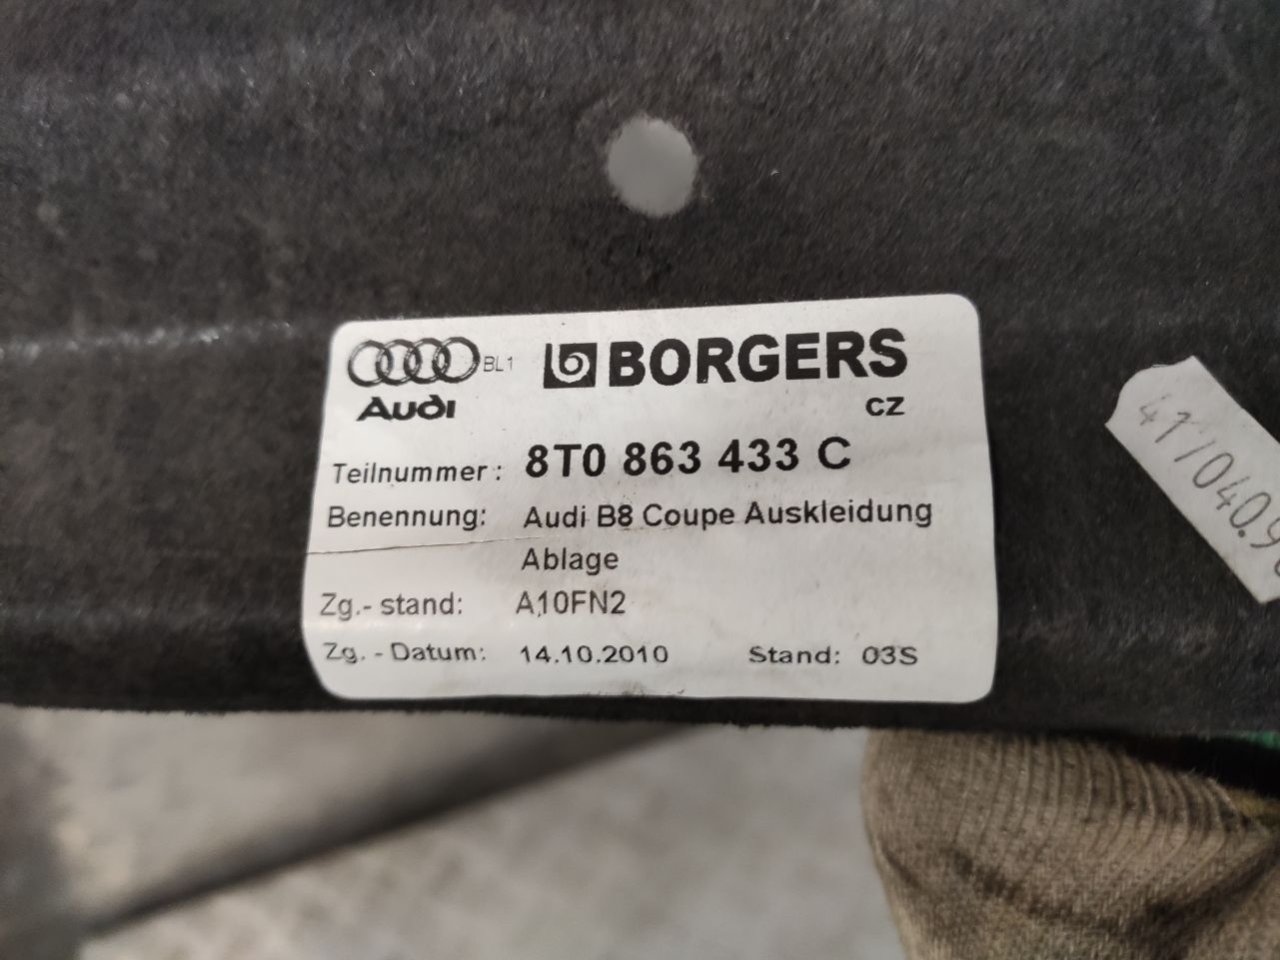 BL1
BORGERS
Audi
CZ
Teilnummer: 8T0 863 433 C
Benennung: Audi B8 Coupe Auskleidung
Ablage
Zg.- stand: A10FN2
Zg. - Datum: 14.10.2010 Stand: 03S